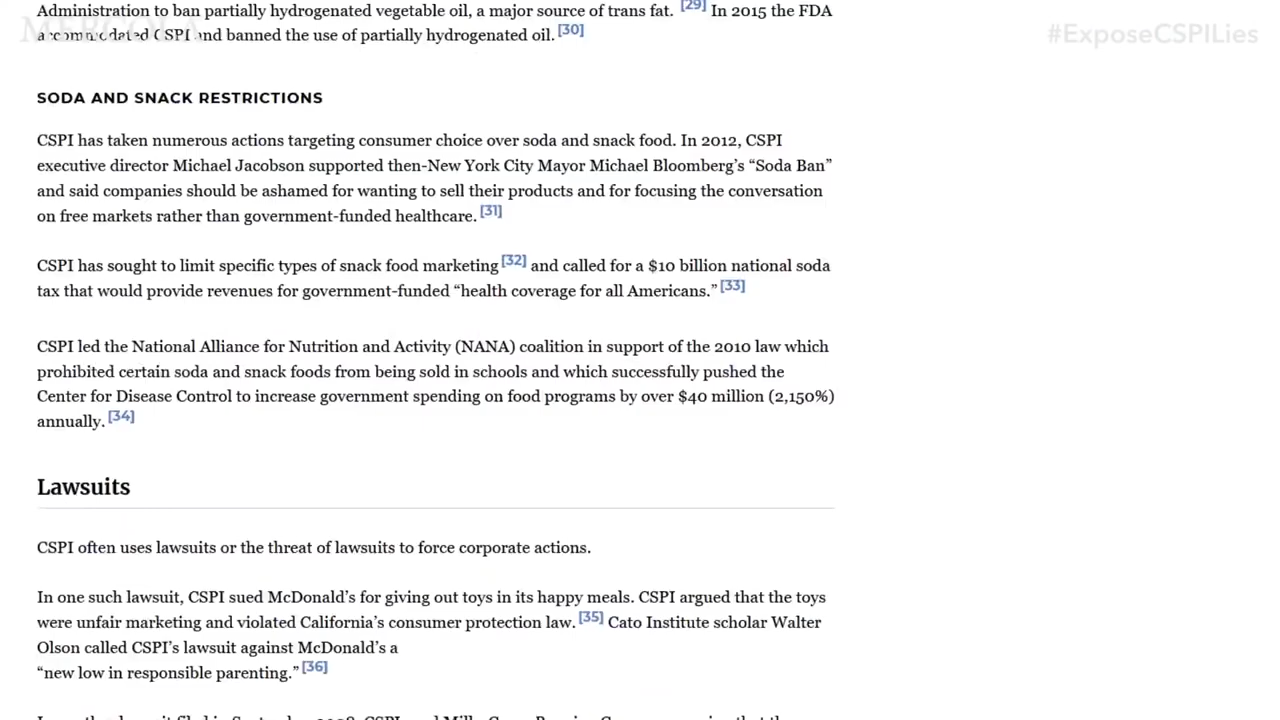 Administration to ban partially hydrogenated vegetable oil, a major source of trans fat. [29] In 2015 the FDA
MERCOLA
accommodated CSPI and banned the use of partially hydrogenated oil. [30]
#ExposeCSPILies
SODA AND SNACK RESTRICTIONS
CSPI has taken numerous actions targeting consumer choice over soda and snack food. In 2012, CSPI
executive director Michael Jacobson supported then-New York City Mayor Michael Bloomberg’s “Soda Ban”
and said companies should be ashamed for wanting to sell their products and for focusing the conversation
on free markets rather than government-funded healthcare. [31]
CSPI has sought to limit specific types of snack food marketing [32] and called for a $10 billion national soda
tax that would provide revenues for government-funded “health coverage for all Americans.” [33]
CSPI led the National Alliance for Nutrition and Activity (NANA) coalition in support of the 2010 law which
prohibited certain soda and snack foods from being sold in schools and which successfully pushed the
Center for Disease Control to increase government spending on food programs by over $40 million (2,150%)
annually. [34]
Lawsuits
CSPI often uses lawsuits or the threat of lawsuits to force corporate actions.
In one such lawsuit, CSPI sued McDonald’s for giving out toys in its happy meals. CSPI argued that the toys
were unfair marketing and violated California’s consumer protection law. [35] Cato Institute scholar Walter
Olson called CSPI’s lawsuit against McDonald’s a
“new low in responsible parenting.” [36]